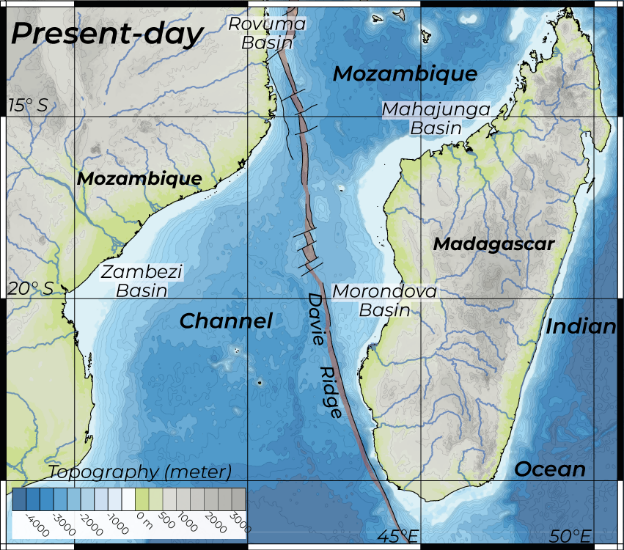 Present-day
Rovuma
Basin
Mozambique
15° S
Mahajunga
Basin
Mozambique
Madagascar
Zambezi
Basin
20° S
Morondova
Basin
Channel
Davie
Ridge
Indian
Ocean
Topography (meter)
-4000
-3000
-2000
-1000
0 m
500
1000
2000
3000
45°E
50°E